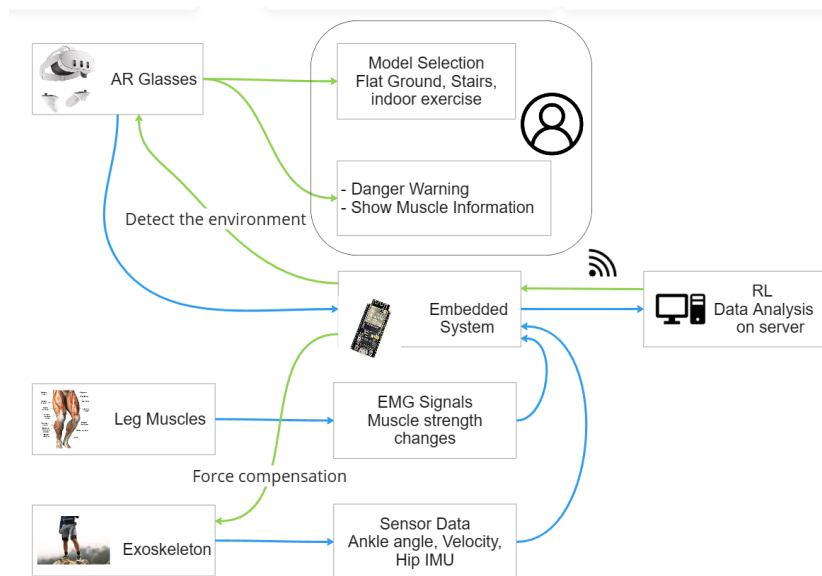 AR Glasses
Model Selection
Flat Ground, Stairs,
indoor exercise
- Danger Warning
- Show Muscle Information
Detect the environment
Embedded
System
RL
Data Analysis
on server
Leg Muscles
EMG Signals
Muscle strength
changes
Force compensation
Exoskeleton
Sensor Data
Ankle angle, Velocity,
Hip IMU